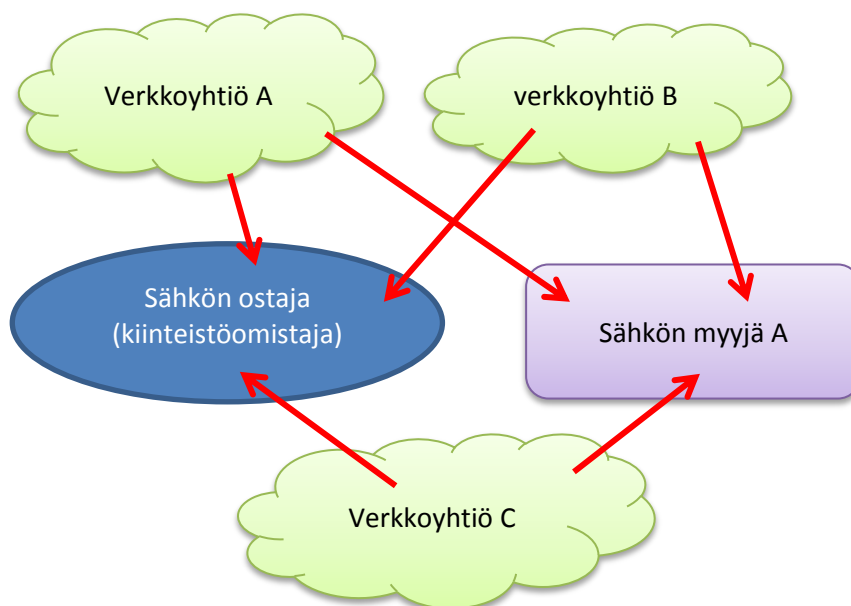 Verkkoyhtiö A
verkkoyhtiö B
Sähkön ostaja
(kiinteistöomistaja)
Sähkön myyjä A
Verkkoyhtiö C